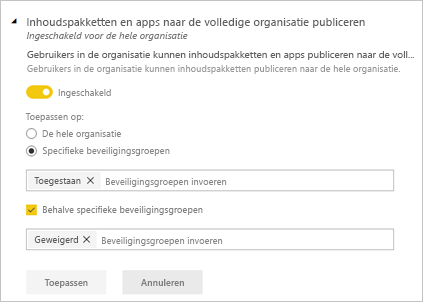 Inhoudspakketten en apps naar de volledige organisatie publiceren
Ingeschakeld voor de hele organisatie
Gebruikers in de organisatie kunnen inhoudspakketten en apps publiceren naar de voll...
Gebruikers in de organisatie kunnen inhoudspakketten publiceren naar de hele organisatie.
Ingeschakeld
Toepassen op:
De hele organisatie
Specifieke beveiligingsgroepen
Toegestaan Beveiligingsgroepen invoeren
Behalve specifieke beveiligingsgroepen
Geweigerd Beveiligingsgroepen invoeren
Toepassen Annuleren